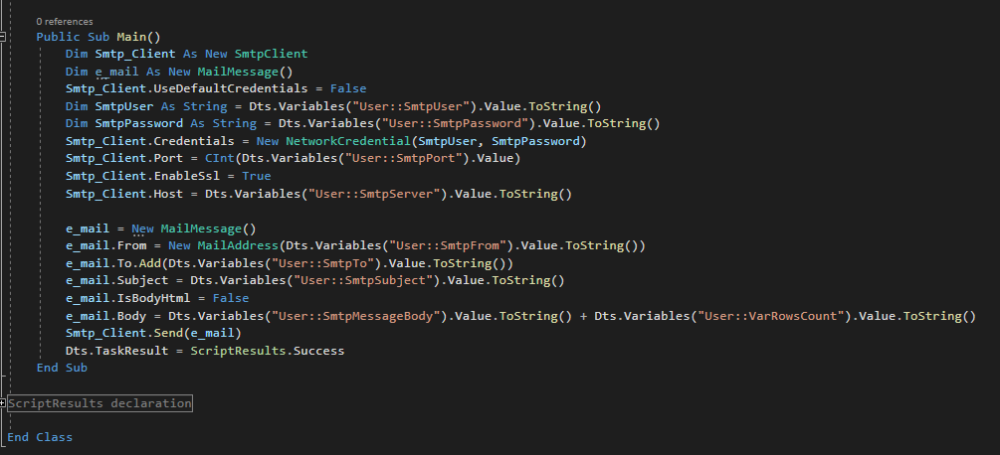 0 references
Public Sub Main()
Dim Smtp_Client As New SmtpClient
Dim e_mail As New MailMessage()
Smtp_Client.UseDefaultCredentials = False
Dim SmtpUser As String = Dts.Variables("User::SmtpUser").Value.ToString()
Dim SmtpPassword As String = Dts.Variables("User::SmtpPassword").Value.ToString()
Smtp_Client.Credentials = New NetworkCredential(SmtpUser, SmtpPassword)
Smtp_Client.Port = CInt(Dts.Variables("User::SmtpPort").Value)
Smtp_Client.EnableSsl = True
Smtp_Client.Host = Dts.Variables("User::SmtpServer").Value.ToString()
e_mail = New MailMessage()
e_mail.From = New MailAddress(Dts.Variables("User::SmtpFrom").Value.ToString())
e_mail.To.Add(Dts.Variables("User::SmtpTo").Value.ToString())
e_mail.Subject = Dts.Variables("User::SmtpSubject").Value.ToString()
e_mail.IsBodyHtml = False
e_mail.Body = Dts.Variables("User::SmtpMessageBody").Value.ToString() + Dts.Variables("User::VarRowsCount").Value.ToString()
Smtp_Client.Send(e_mail)
Dts.TaskResult = ScriptResults.Success
End Sub
ScriptResults declaration
End Class